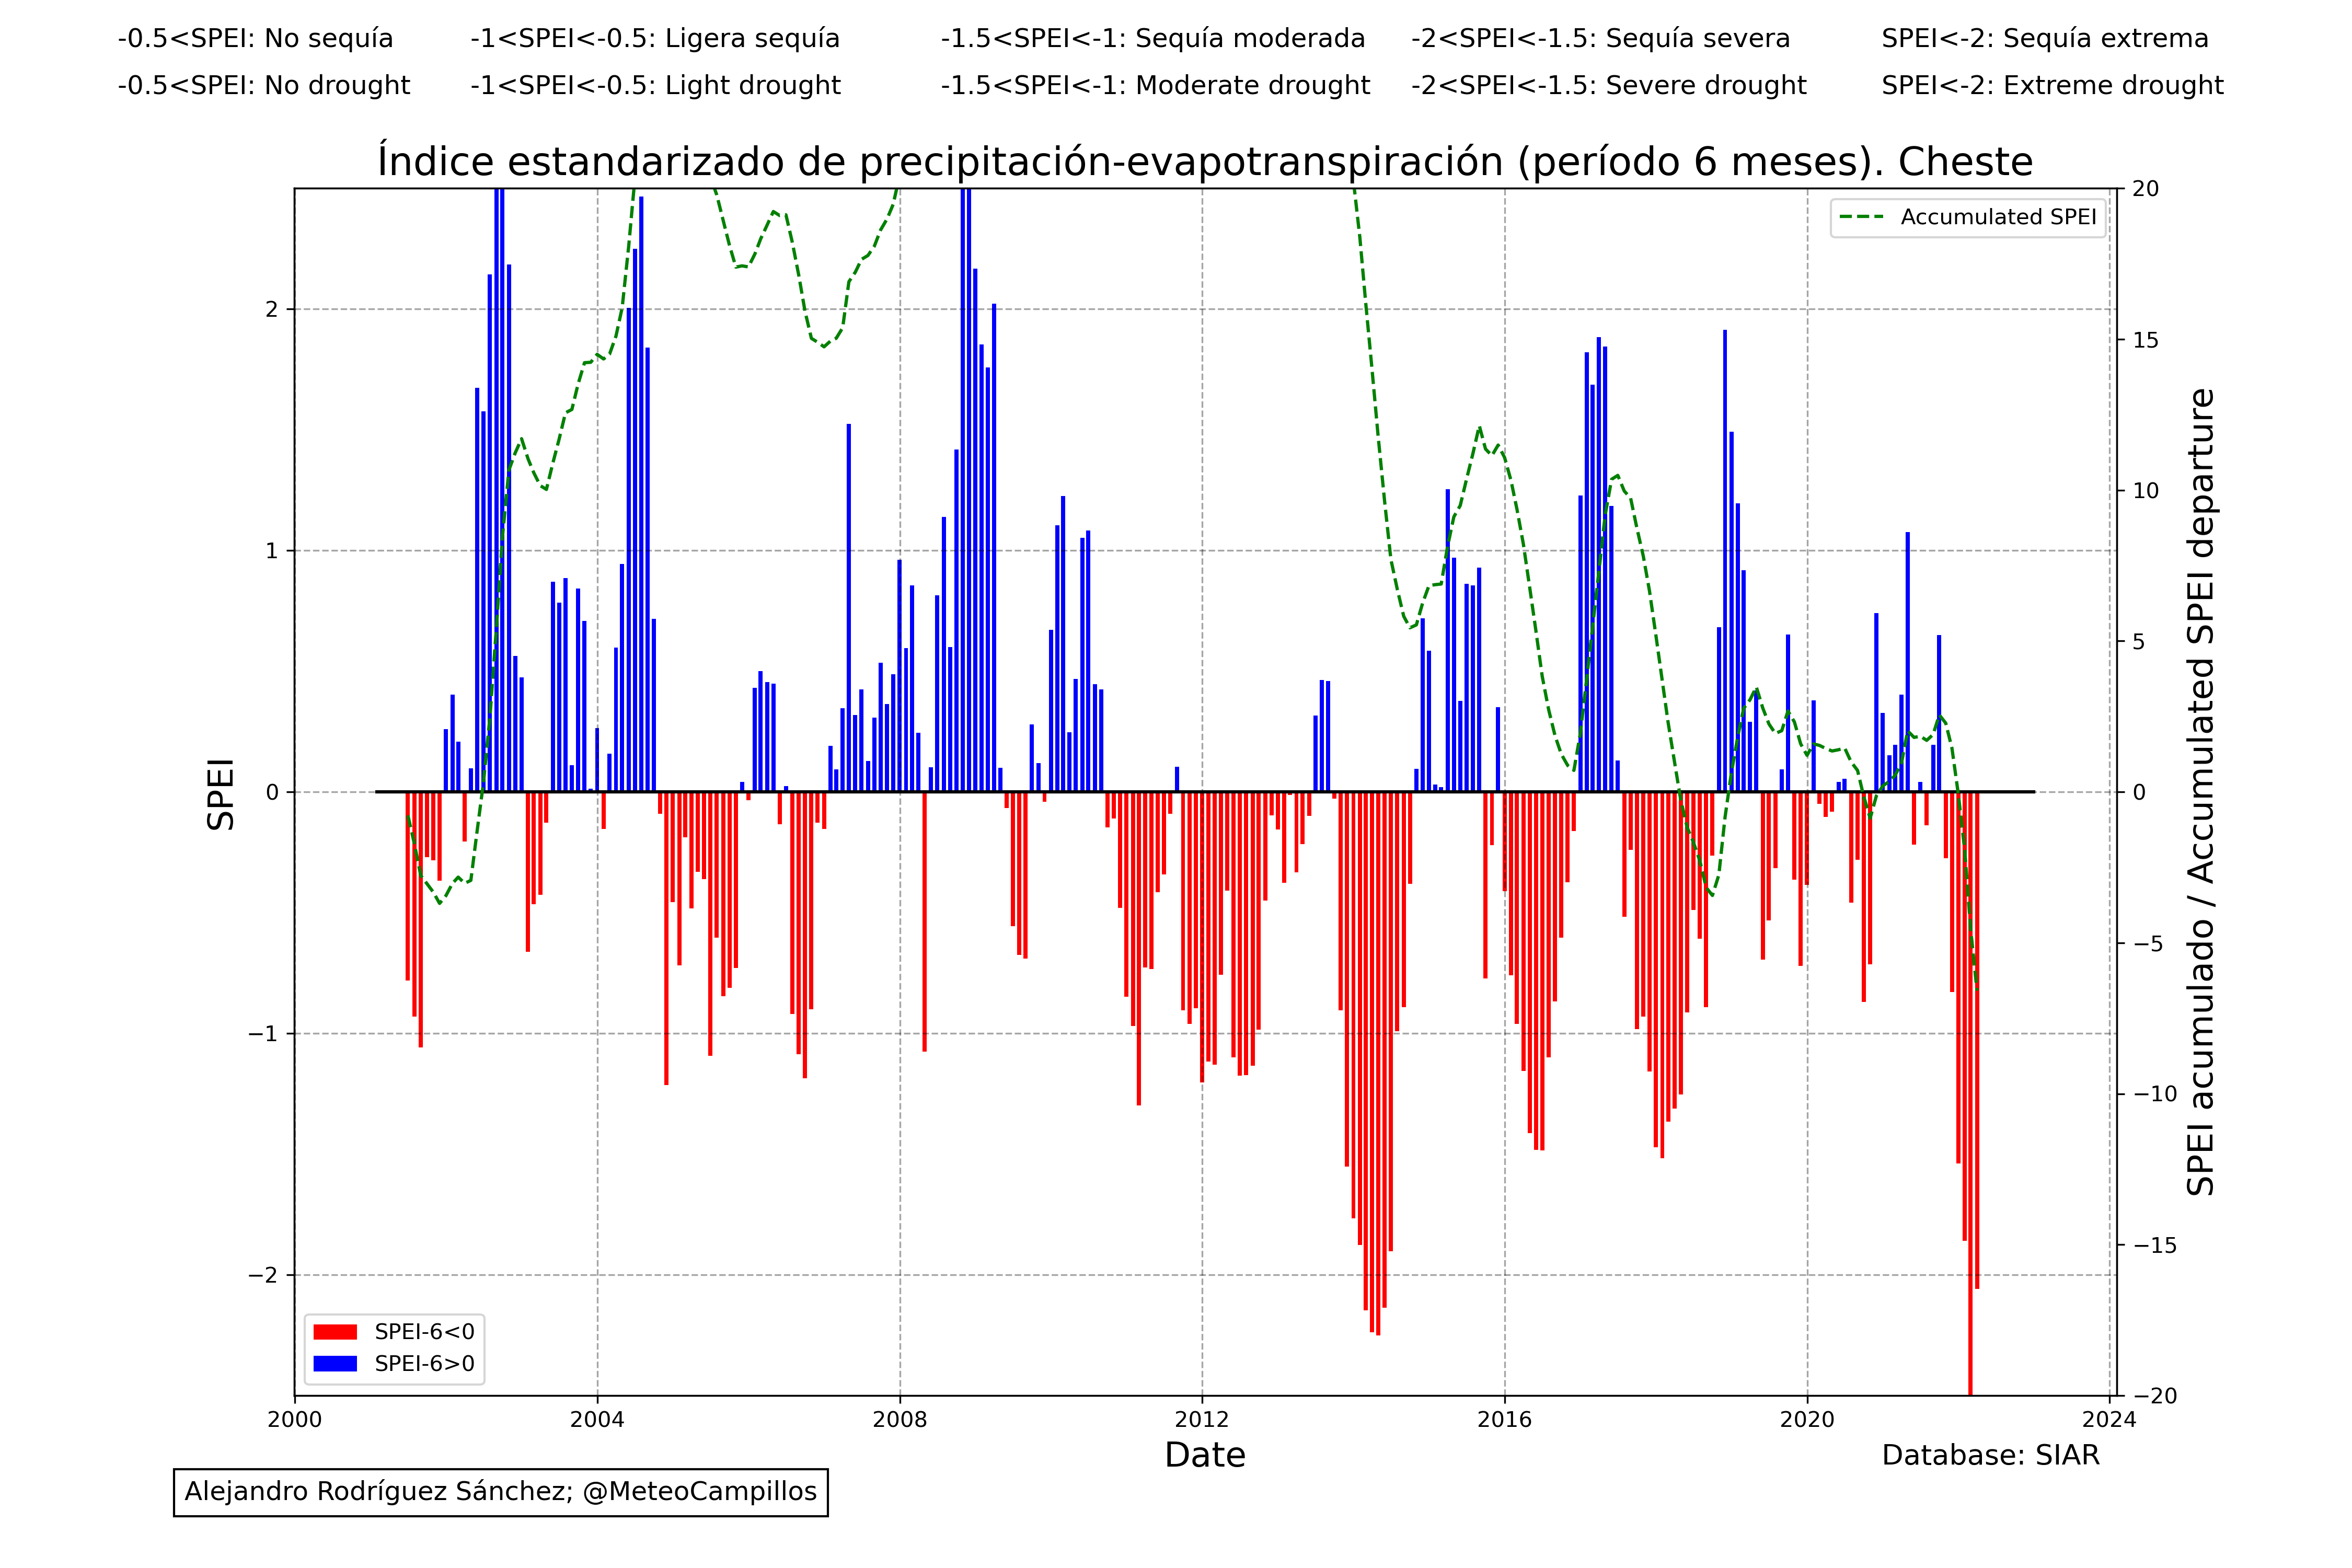 -0.5<SPEI: No sequía -1<SPEI<-0.5: Ligera sequía -1.5<SPEI<-1: Sequía moderada -2<SPEI<-1.5: Sequía severa SPEI<-2: Sequía extrema
-0.5<SPEI: No drought -1<SPEI<-0.5: Light drought -1.5<SPEI<-1: Moderate drought -2<SPEI<-1.5: Severe drought SPEI<-2: Extreme drought
Índice estandarizado de precipitación-evapotranspiración (período 6 meses). Cheste
Accumulated SPEI
SPEI
2
1
0
−1
−2
20
15
10
5
0
−5
−10
−15
−20
SPEI acumulado / Accumulated SPEI departure
SPEI-6<0
SPEI-6>0
2000 2004 2008 2012 2016 2020 2024
Date
Database: SIAR
Alejandro Rodríguez Sánchez; @MeteoCampillos